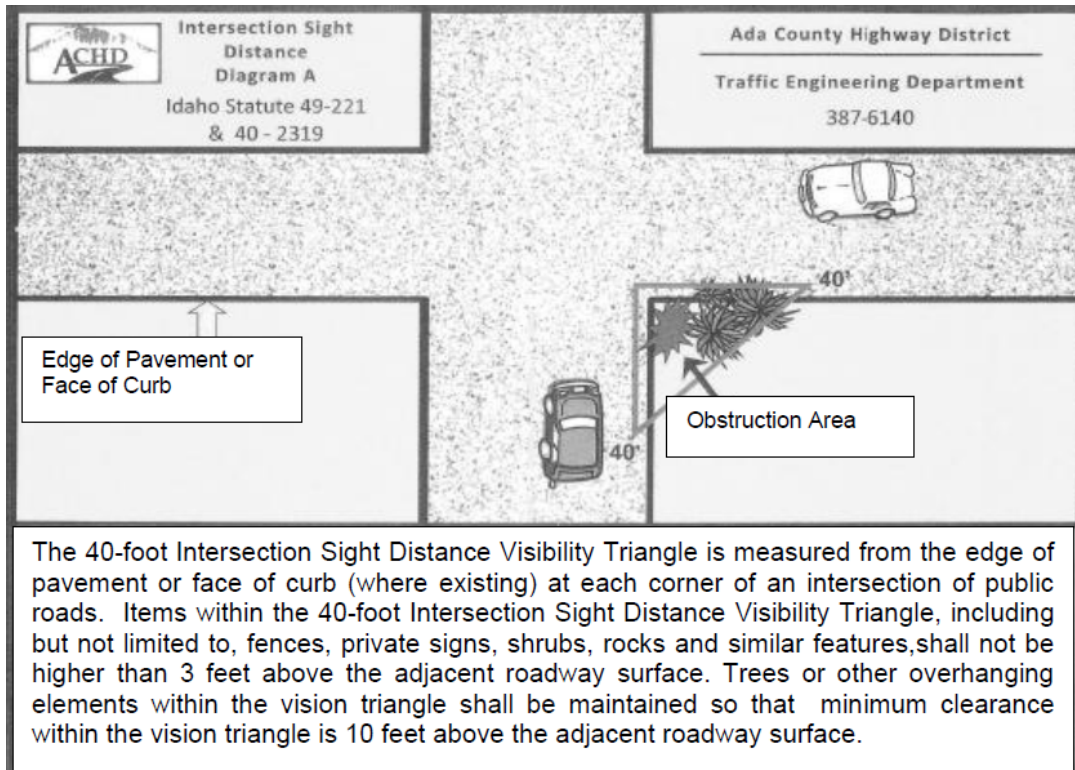 ACHD
Intersection Sight
Distance
Diagram A
Idaho Statute 49-221
& 40 - 2319
Ada County Highway District
Traffic Engineering Department
387-6140
40'
Edge of Pavement or
Face of Curb
Obstruction Area
40'
The 40-foot Intersection Sight Distance Visibility Triangle is measured from the edge of
pavement or face of curb (where existing) at each corner of an intersection of public
roads. Items within the 40-foot Intersection Sight Distance Visibility Triangle, including
but not limited to, fences, private signs, shrubs, rocks and similar features,shall not be
higher than 3 feet above the adjacent roadway surface. Trees or other overhanging
elements within the vision triangle shall be maintained so that minimum clearance
within the vision triangle is 10 feet above the adjacent roadway surface.